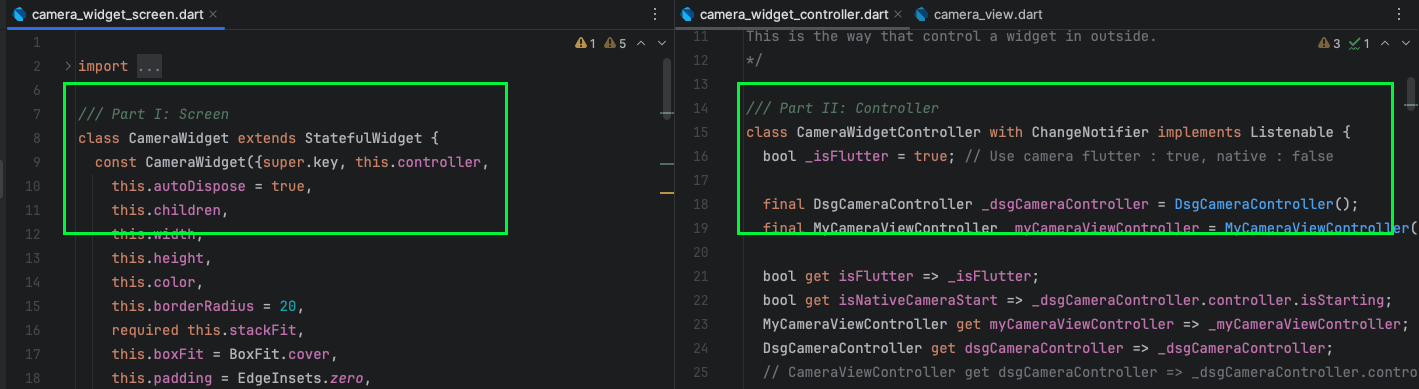 camera_widget_screen.dart
1
1 5
2 import ...
6
7 /// Part I: Screen
8 class CameraWidget extends StatefulWidget {
9 const CameraWidget({super.key, this.controller,
10 this.autoDispose = true,
11 this.children,
12 this.width,
13 this.height,
14 this.color,
15 this.borderRadius = 20,
16 required this.stackFit,
17 this.boxFit = BoxFit.cover,
18 this.padding = EdgeInsets.zero,
camera_widget_controller.dart camera_view.dart
11 This is the way that control a widget in outside.
3 1
12 */
13
14 /// Part II: Controller
15 class CameraWidgetController with ChangeNotifier implements Listenable {
16 bool _isFlutter = true; // Use camera flutter : true, native : false
17
18 final DsgCameraController _dsgCameraController = DsgCameraController();
19 final MyCameraViewController _myCameraViewController = MyCameraViewController(
20
21 bool get isFlutter => _isFlutter;
22 bool get isNativeCameraStart => _dsgCameraController.controller.isStarting;
23 MyCameraViewController get myCameraViewController => _myCameraViewController;
24 DsgCameraController get dsgCameraController => _dsgCameraController;
25 // CameraViewController get dsgCameraController => _dsgCameraController.contro